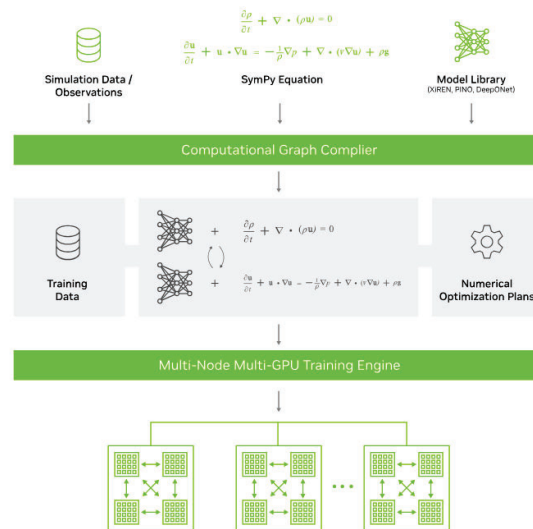 ∂ρ/∂t + ∇ • (ρu) = 0
∂u/∂t + u • ∇u = −1/ρ ∇p + ∇ • (ν∇u) + ρg
Simulation Data /
Observations
SymPy Equation
Model Library
(XiREN, PINO, DeepONet)
Computational Graph Complier
+ ∂ρ/∂t + ∇ • (ρu) = 0
+ ∂u/∂t + u • ∇u = −1/ρ ∇p + ∇ • (ν∇u) + ρg
Training
Data
Numerical
Optimization Plans
Multi-Node Multi-GPU Training Engine